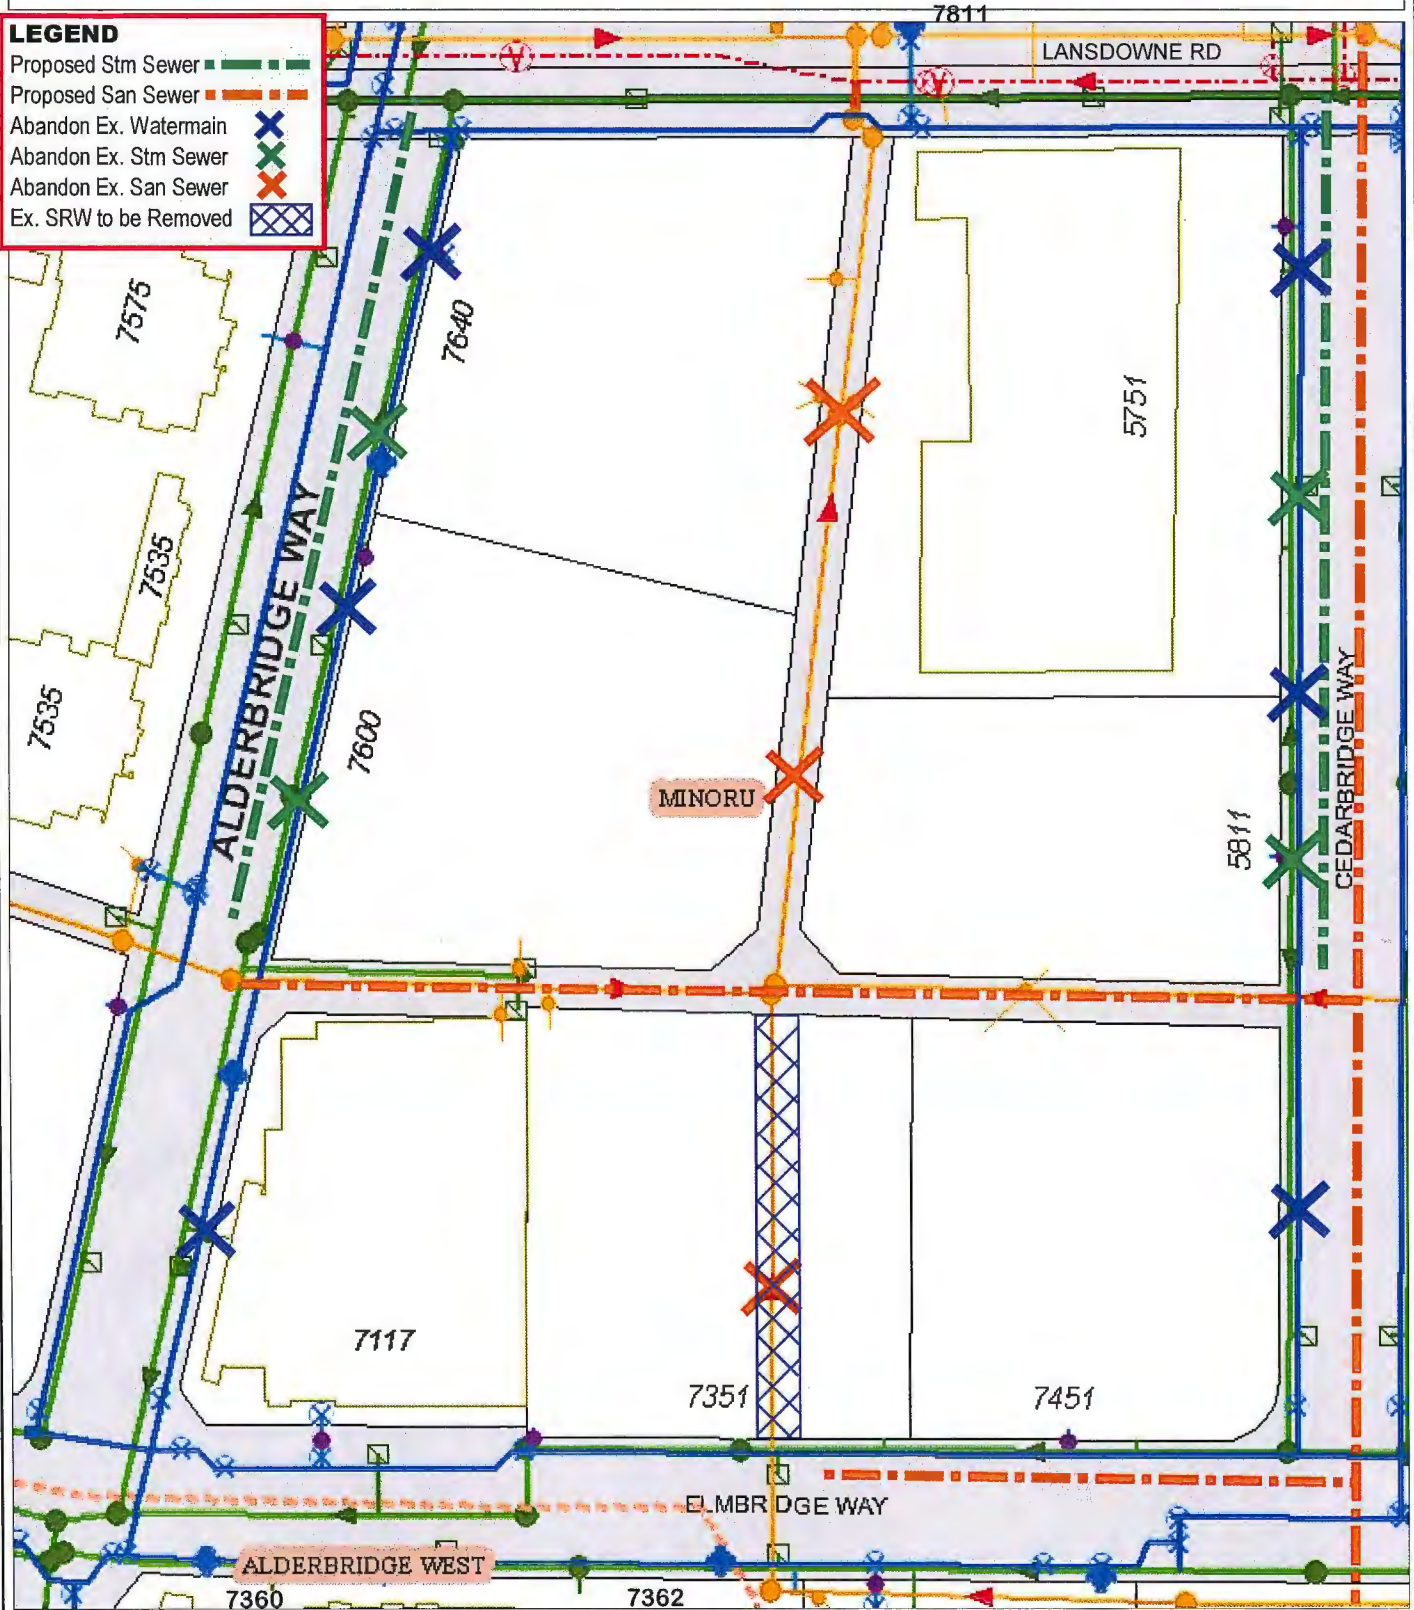 7811
LEGEND
Proposed Stm Sewer
Proposed San Sewer
Abandon Ex. Watermain
Abandon Ex. Stm Sewer
Abandon Ex. San Sewer
Ex. SRW to be Removed
LANSDOWNE RD
7575
7640
5751
7535
ALDERBRIDGE WAY
7535
7600
MINORU
5811
CEDARBRIDGE WAY
7117
7351
7451
ELMBRIDGE WAY
ALDERBRIDGE WEST
7360
7362